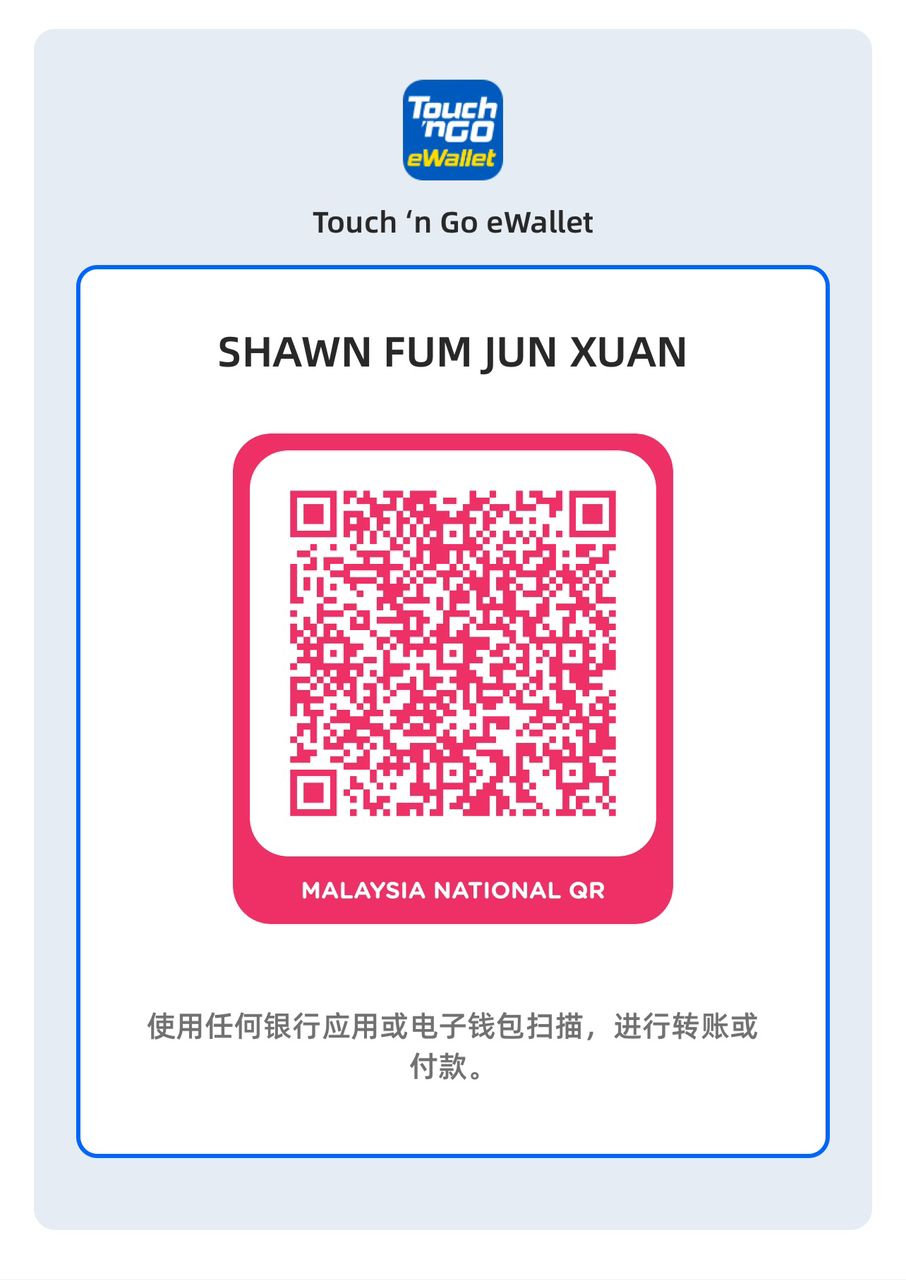 Touch
'nGO
eWallet
Touch ‘n Go eWallet
SHAWN FUM JUN XUAN
MALAYSIA NATIONAL QR
使用任何银行应用或电子钱包扫描，进行转账或
付款。